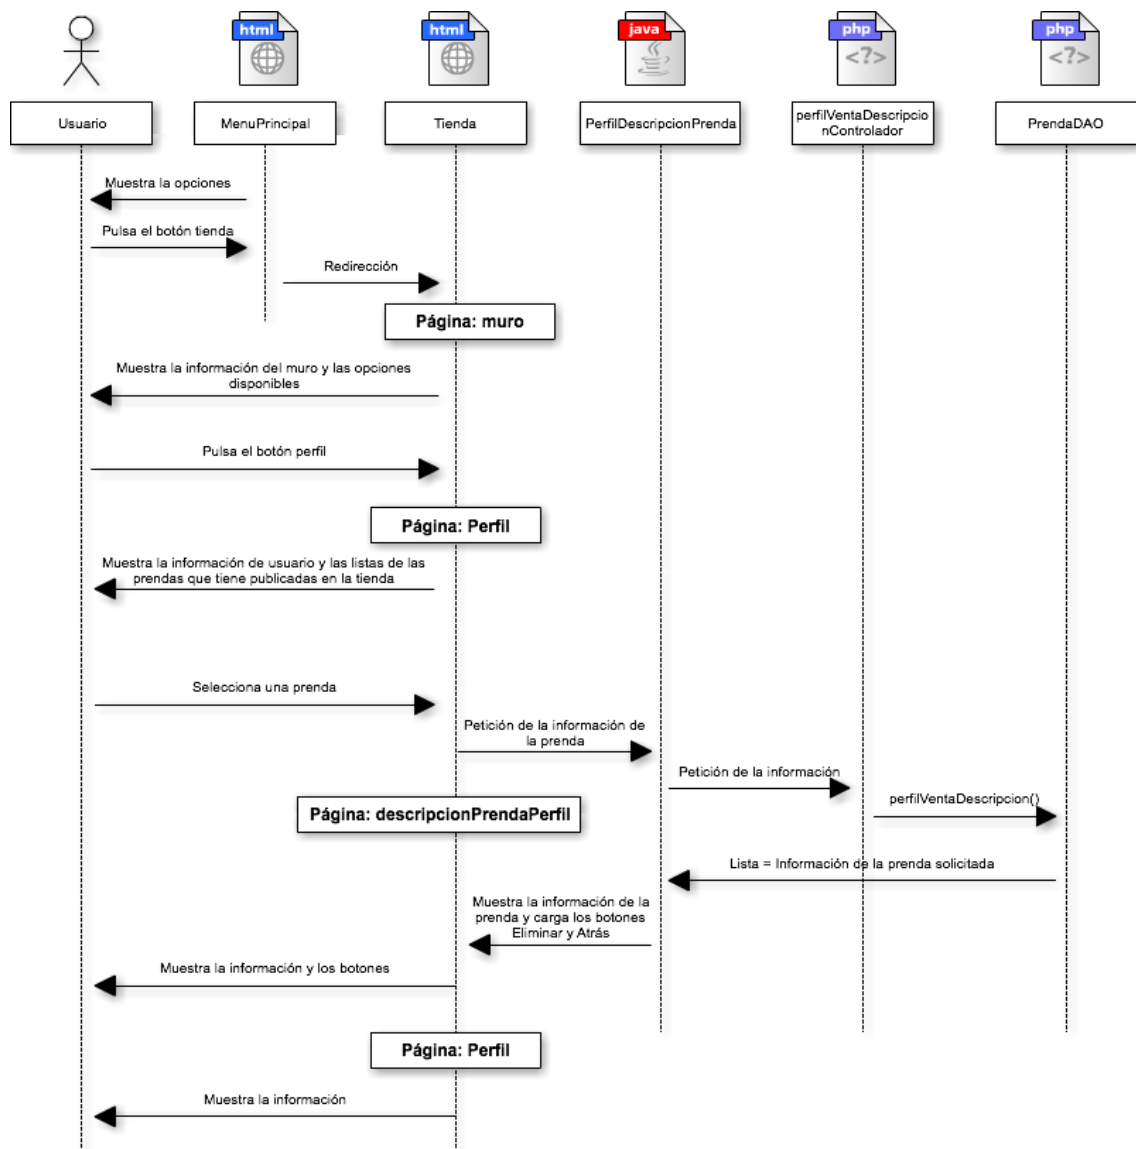 html
html
java
php
<?>
php
<?>
Usuario
MenuPrincipal
Tienda
PerfilDescripcionPrenda
perfilVentaDescripcio
nControlador
PrendaDAO
Muestra la opciones
Pulsa el botón tienda
Redirección
Página: muro
Muestra la información del muro y las opciones
disponibles
Pulsa el botón perfil
Página: Perfil
Muestra la información de usuario y las listas de las
prendas que tiene publicadas en la tienda
Selecciona una prenda
Petición de la información de
la prenda
Petición de la información
perfilVentaDescripcion()
Página: descripcionPrendaPerfil
Lista = Información de la prenda solicitada
Muestra la información de la
prenda y carga los botones
Eliminar y Atrás
Muestra la información y los botones
Página: Perfil
Muestra la información